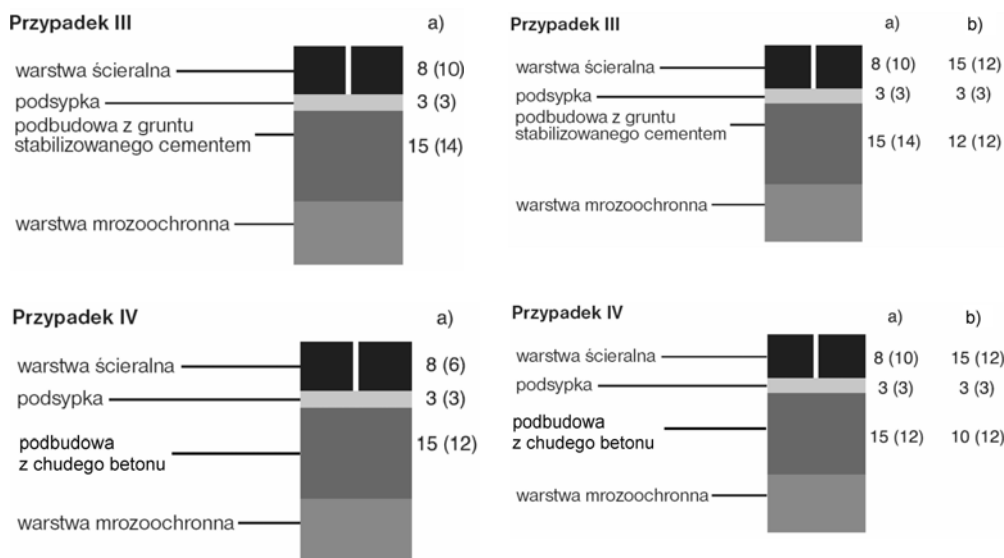 Przypadek III a)
warstwa ścieralna 8 (10)
podsypka 3 (3)
podbudowa z gruntu
stabilizowanego cementem 15 (14)
warstwa mrozoochronna
Przypadek III a) b)
warstwa ścieralna 8 (10) 15 (12)
podsypka 3 (3) 3 (3)
podbudowa z gruntu
stabilizowanego cementem 15 (14) 12 (12)
warstwa mrozoochronna
Przypadek IV a)
warstwa ścieralna 8 (6)
podsypka 3 (3)
podbudowa 15 (12)
z chudego betonu
warstwa mrozoochronna
Przypadek IV a) b)
warstwa ścieralna 8 (10) 15 (12)
podsypka 3 (3) 3 (3)
podbudowa
z chudego betonu 15 (12) 10 (12)
warstwa mrozoochronna